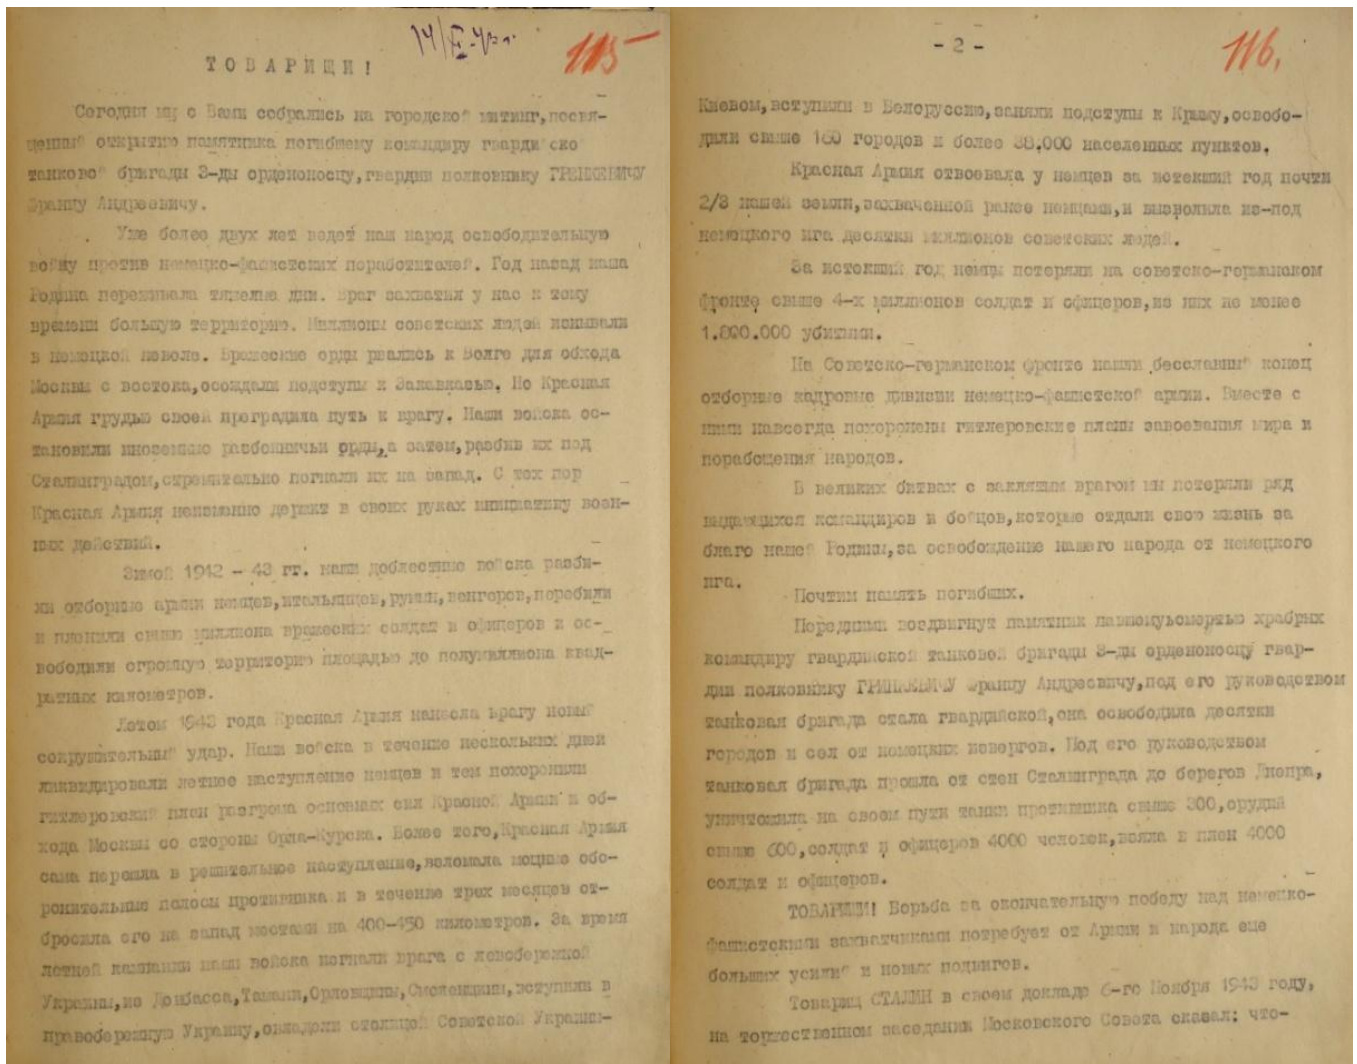 115
ТОВАРИЩИ!
Сегодня мы с Вами собрались на городской митинг,посвя-
щенный открытию памятника погибшему командиру гвардейско
танковой бригады 3-ды орденоносцу,гвардии полковнику ГРИНКЕВИЧУ
Францу Андреевичу.
Уже более двух лет ведет наш народ освободительную
войну против немецко-фашистских поработителей. Год назад наша
Родина переживала тяжелые дни. Враг захватил у нас к тому
времени большую территорию. Миллионы советских людей изнывали
в немецкой неволе. Вражеские орды рвались к Волге для обхода
Москвы с востока,осаждали подступы к Закавказью. Но Красная
Армия грудью своей преградила путь к врагу. Наши войска ос-
тановили иноземные разбойничьи орды,а затем,разбив их под
Сталинградом,стремительно погнали их на запад. С тех пор
Красная Армия неизменно держит в своих руках инициативу воен-
ных действий.
Зимой 1942 - 43 гг. наши доблестные войска разби-
ли отборные армии немцев,итальянцев,румын,венгеров,перебили
и пленили свыше миллиона вражеских солдат и офицеров и ос-
вободили огромную территорию площадью до полумиллиона квад-
ратных километров.
Летом 1943 года Красная Армия нанесла врагу новый
сокрушительный удар. Наши войска в течение нескольких дней
ликвидировали летнее наступление немцев и тем похоронили
гитлеровский план разгрома основных сил Красной Армии и об-
хода Москвы со стороны Орла-Курска. Более того,Красная Армия
сама перешла в решительное наступление,взломала мощные обо-
ронительные полосы противника и в течение трех месяцев от-
бросила его на запад местами на 400-450 километров. За время
летней кампании наши войска погнали врага с левобережной
Украины,из Донбасса,Тамани,Орловщины,Смоленщины,вступили в
правобережную Украину,овладели столицей Советской Украины-
- 2 -
116.
Киевом,вступили в Белоруссию,заняли подступы к Крыму,освобо-
дили свыше 160 городов и более 38.000 населенных пунктов.
Красная Армия отвоевала у немцев за истекший год почти
2/3 нашей земли,захваченной ранее немцами,и вызволила из-под
немецкого ига десятки миллионов советских людей.
За истекший год немцы потеряли на советско-германском
фронте свыше 4-х миллионов солдат и офицеров,из них не менее
1.800.000 убитыми.
На Советско-германском фронте нашли бесславный конец
отборные кадровые дивизии немецко-фашистской армии. Вместе с
ними навсегда похоронены гитлеровские планы завоевания мира и
порабощения народов.
В великих битвах с заклятым врагом мы потеряли ряд
выдающихся командиров и бойцов,которые отдали свою жизнь за
благо нашей Родины,за освобождение нашего народа от немецкого
ига.
Почтим память погибших.
Передними воздвигнут памятник павшемуьсмертью храбрих
командиру гвардийской танковой бригады 3-ды орденоносцу гвар-
дии полковнику ГРИНКЕВИЧУ Францу Андреевичу,под его руководством
танковая бригада стала гвардийской,она освободила десятки
городов и сел от немецких извергов. Под его руководством
танковая бригада прошла от стен Сталинграда до берегов Днепра,
уничтожила на своем пути танки противника свыше 300,орудий
свыше 600,солдат и офицеров 4000 человек,взяла в плен 4000
солдат и офицеров.
ТОВАРИЩИ! Борьба за окончательную победу над немецко-
фашистскими захватчиками потребует от Армии и народа еще
больших усилий и новых подвигов.
Товарищ СТАЛИН в своем докладе 6-го Ноября 1943 году,
на торжественном заседании Московского Совета сказал: что-